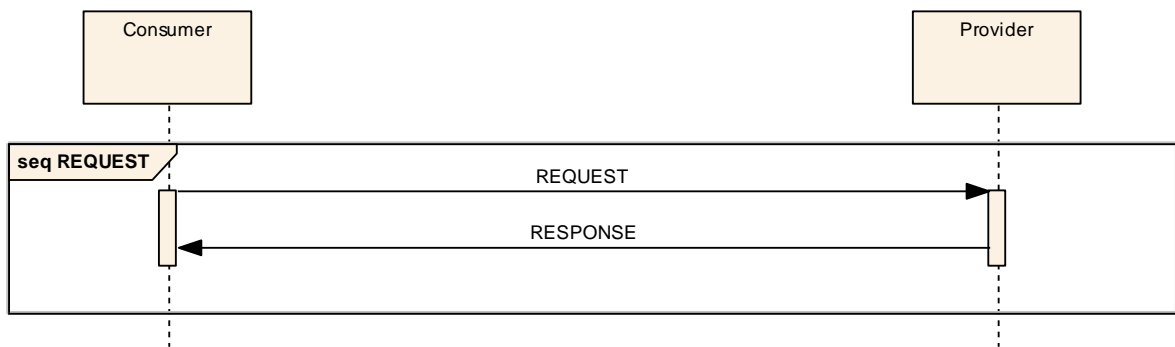 Consumer
Provider
seq REQUEST
REQUEST
RESPONSE